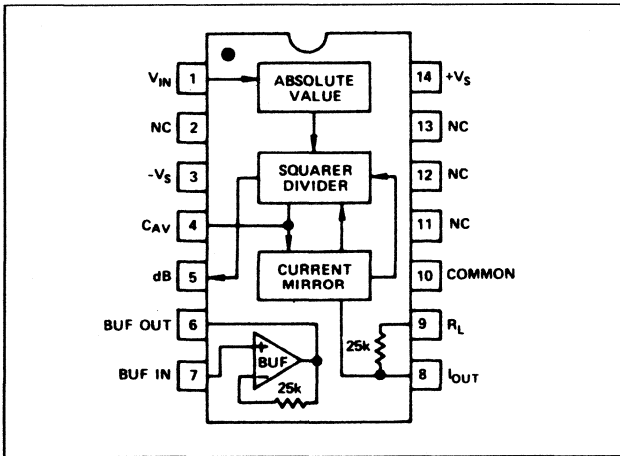 V_IN 1
NC 2
-V_S 3
C_AV 4
dB 5
BUF OUT 6
BUF IN 7
ABSOLUTE
VALUE
SQUARER
DIVIDER
CURRENT
MIRROR
+
BUF
−
25k
25k
14 +V_S
13 NC
12 NC
11 NC
10 COMMON
9 R_L
8 I_OUT